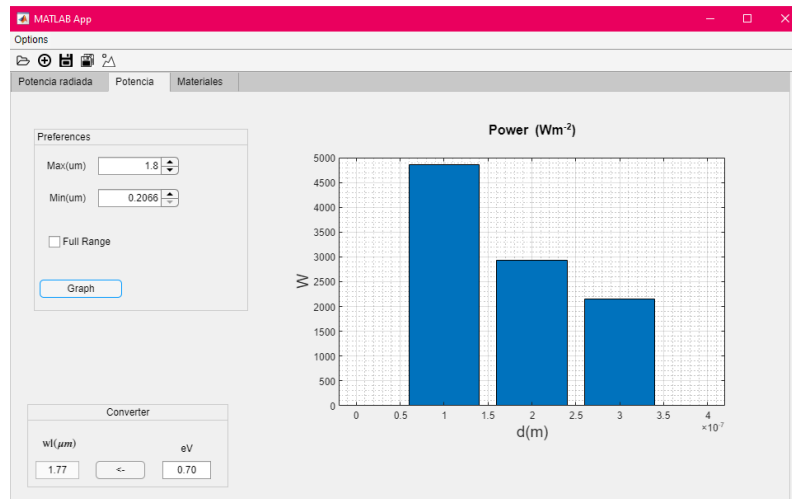 MATLAB App
Options
Potencia radiada Potencia Materiales
Preferences
Max(um) 1.8
Min(um) 0.2066
Full Range
Graph
Converter
wl(μm) eV
1.77 <- 0.70
Power (Wm⁻²)
5000
4500
4000
3500
3000
2500
2000
1500
1000
500
0
W
0 0.5 1 1.5 2 2.5 3 3.5 4
×10⁻⁷
d(m)